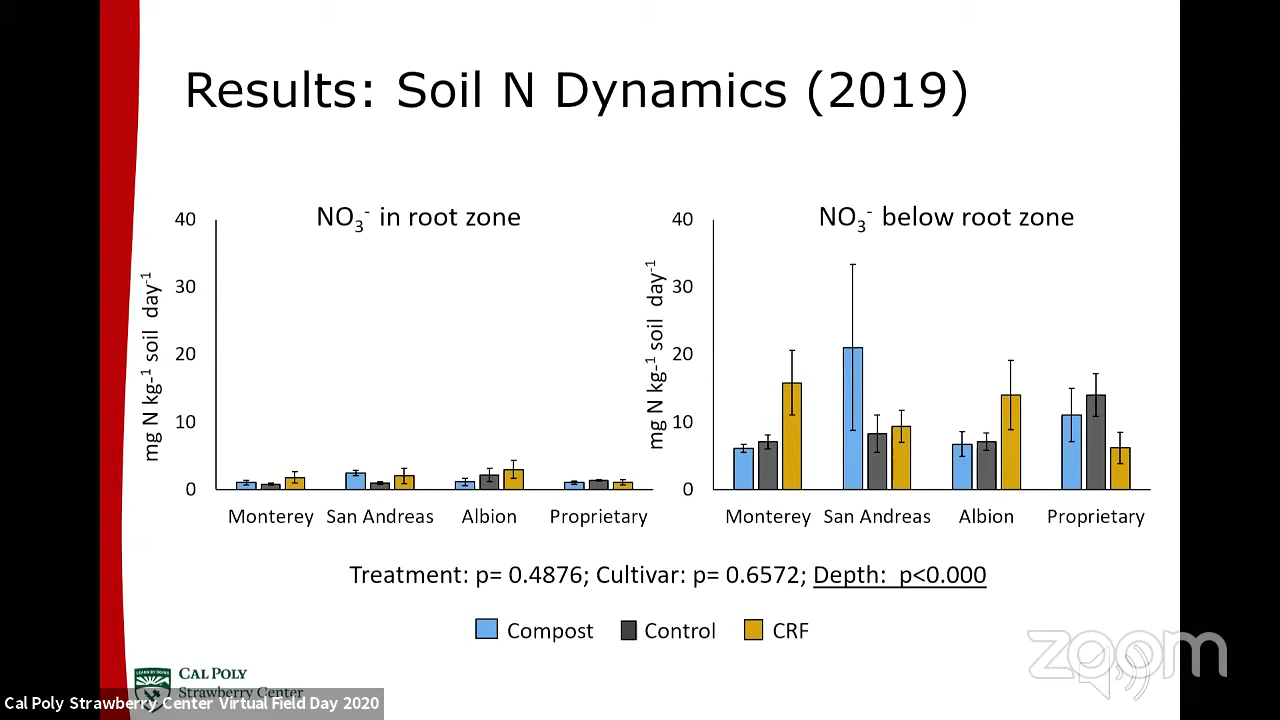 Results: Soil N Dynamics (2019)
NO₃⁻ in root zone
40
30
20
10
0
mg N kg⁻¹ soil day⁻¹
Monterey San Andreas Albion Proprietary
NO₃⁻ below root zone
40
30
20
10
0
mg N kg⁻¹ soil day⁻¹
Monterey San Andreas Albion Proprietary
Treatment: p= 0.4876; Cultivar: p= 0.6572; Depth: p<0.000
Compost Control CRF
zoom
CAL POLY
Strawberry Center
Cal Poly Strawberry Center Virtual Field Day 2020